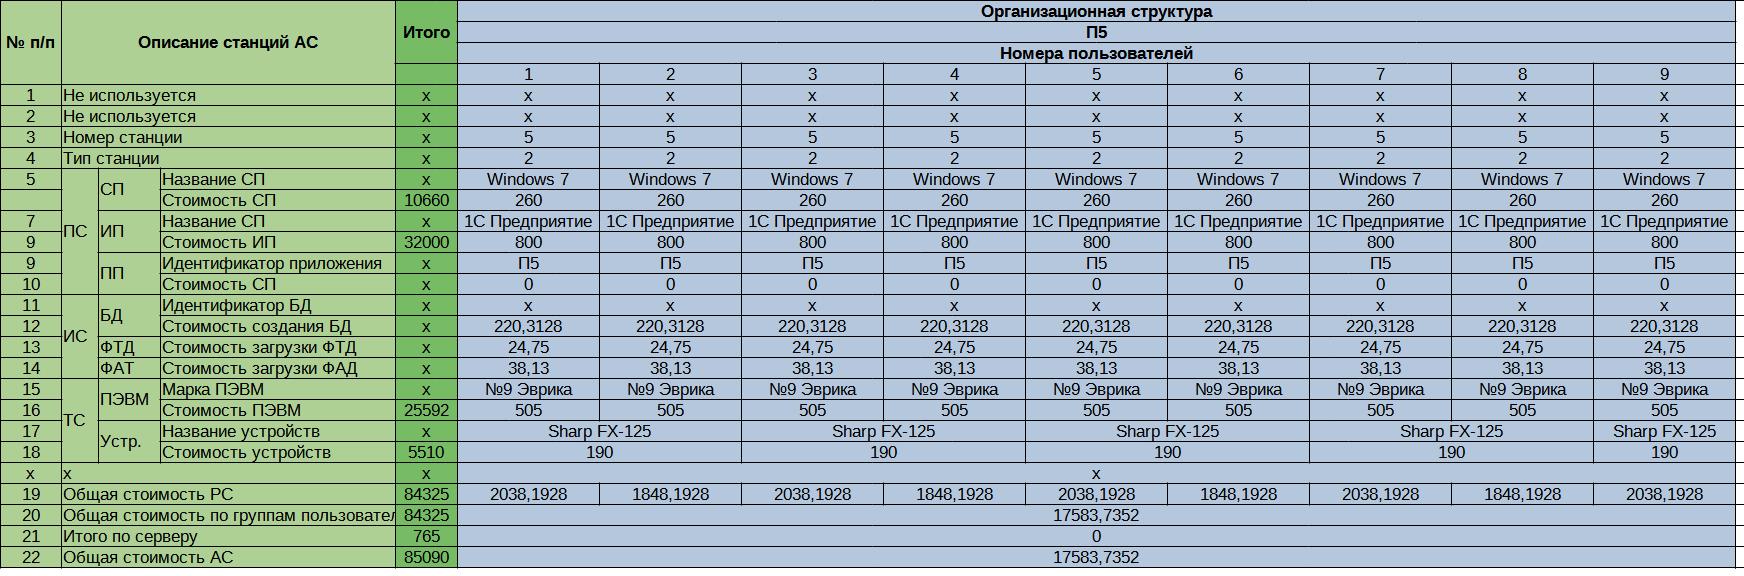 № п/п Описание станций АС Итого Организационная структура
П5
Номера пользователей
1 2 3 4 5 6 7 8 9
1 Не используется x x x x x x x x x x
2 Не используется x x x x x x x x x x
3 Номер станции x 5 5 5 5 5 5 5 5 5
4 Тип станции x 2 2 2 2 2 2 2 2 2
5 ПС СП Название СП x Windows 7 Windows 7 Windows 7 Windows 7 Windows 7 Windows 7 Windows 7 Windows 7 Windows 7
Стоимость СП 10660 260 260 260 260 260 260 260 260 260
7 ИП Название СП x 1С Предприятие 1С Предприятие 1С Предприятие 1С Предприятие 1С Предприятие 1С Предприятие 1С Предприятие 1С Предприятие 1С Предприятие
9 Стоимость ИП 32000 800 800 800 800 800 800 800 800 800
9 ПП Идентификатор приложения x П5 П5 П5 П5 П5 П5 П5 П5 П5
10 Стоимость СП x 0 0 0 0 0 0 0 0 0
11 ИС БД Идентификатор БД x x x x x x x x x x
12 Стоимость создания БД x 220,3128 220,3128 220,3128 220,3128 220,3128 220,3128 220,3128 220,3128 220,3128
13 ФТД Стоимость загрузки ФТД x 24,75 24,75 24,75 24,75 24,75 24,75 24,75 24,75 24,75
14 ФАТ Стоимость загрузки ФАД x 38,13 38,13 38,13 38,13 38,13 38,13 38,13 38,13 38,13
15 ТС ПЭВМ Марка ПЭВМ x №9 Эврика №9 Эврика №9 Эврика №9 Эврика №9 Эврика №9 Эврика №9 Эврика №9 Эврика №9 Эврика
16 Стоимость ПЭВМ 25592 505 505 505 505 505 505 505 505 505
17 Устр. Название устройств x Sharp FX-125 Sharp FX-125 Sharp FX-125 Sharp FX-125 Sharp FX-125
18 Стоимость устройств 5510 190 190 190 190 190
x x x x
19 Общая стоимость РС 84325 2038,1928 1848,1928 2038,1928 1848,1928 2038,1928 1848,1928 2038,1928 1848,1928 2038,1928
20 Общая стоимость по группам пользовател 84325 17583,7352
21 Итого по серверу 765 0
22 Общая стоимость АС 85090 17583,7352